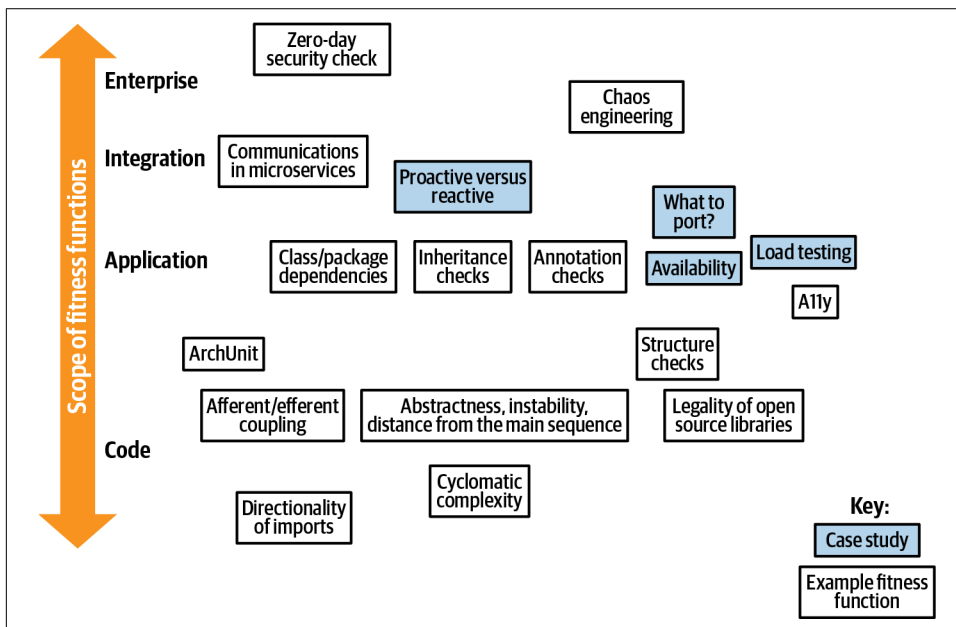 Scope of fitness functions
Enterprise
Zero-day
security check
Chaos
engineering
Integration
Communications
in microservices
Proactive versus
reactive
What to
port?
Application
Class/package
dependencies
Inheritance
checks
Annotation
checks
Availability
Load testing
A11y
ArchUnit
Structure
checks
Afferent/efferent
coupling
Abstractness, instability,
distance from the main sequence
Legality of open
source libraries
Code
Cyclomatic
complexity
Directionality
of imports
Key:
Case study
Example fitness
function